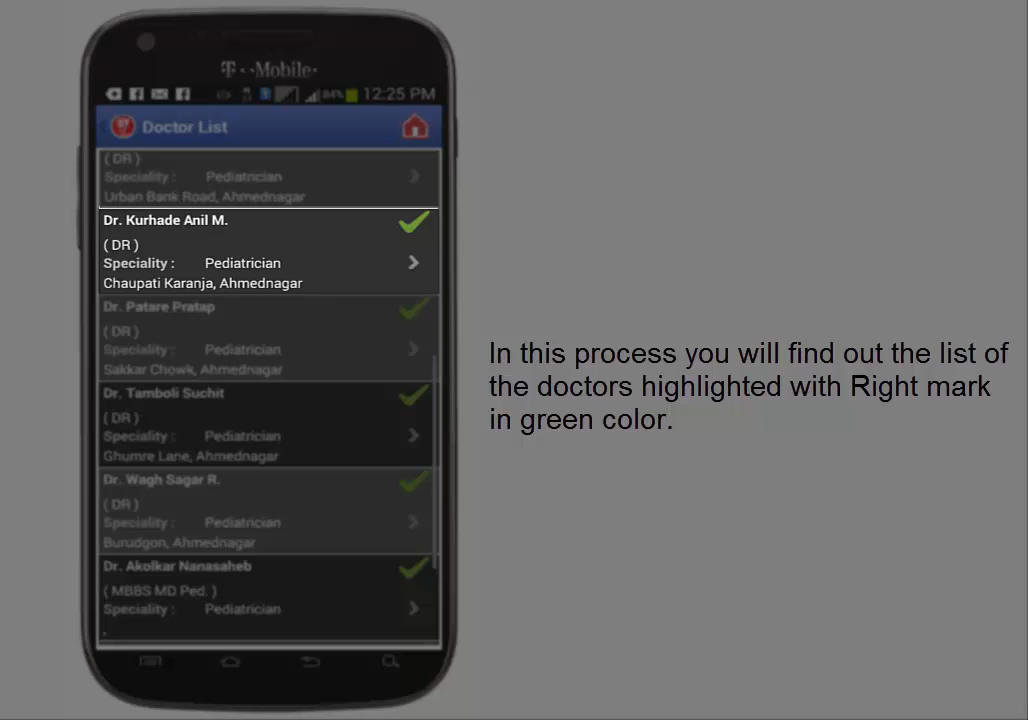 T··Mobile·
84% 12:25 PM
Doctor List
( DR )
Speciality : Pediatrician
Urban Bank Road, Ahmednagar
Dr. Kurhade Anil M.
( DR )
Speciality : Pediatrician
Chaupati Karanja, Ahmednagar
Dr. Patare Pratap
( DR )
Speciality : Pediatrician
Sakkar Chowk, Ahmednagar
Dr. Tamboli Suchit
( DR )
Speciality : Pediatrician
Ghumre Lane, Ahmednagar
Dr. Wagh Sagar R.
( DR )
Speciality : Pediatrician
Burudgon, Ahmednagar
Dr. Akolkar Nanasaheb
( MBBS MD Ped. )
Speciality : Pediatrician
.
In this process you will find out the list of
the doctors highlighted with Right mark
in green color.